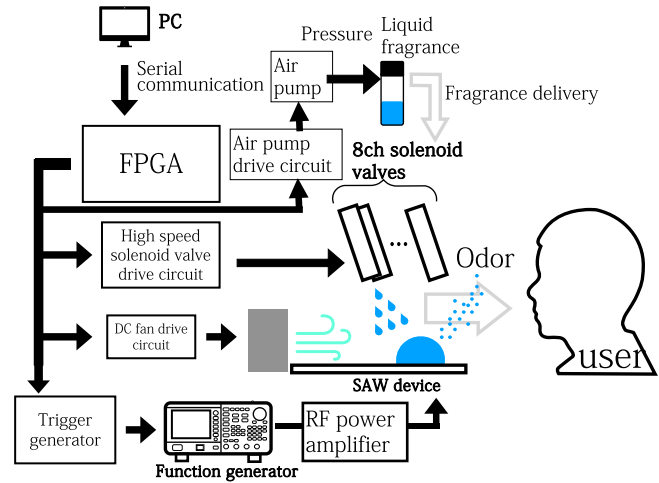 PC
Serial
communication
FPGA
Pressure
Liquid
fragrance
Air
pump
Fragrance delivery
Air pump
drive circuit
8ch solenoid
valves
High speed
solenoid valve
drive circuit
...
Odor
DC fan drive
circuit
user
SAW device
Trigger
generator
Function generator
RF power
amplifier